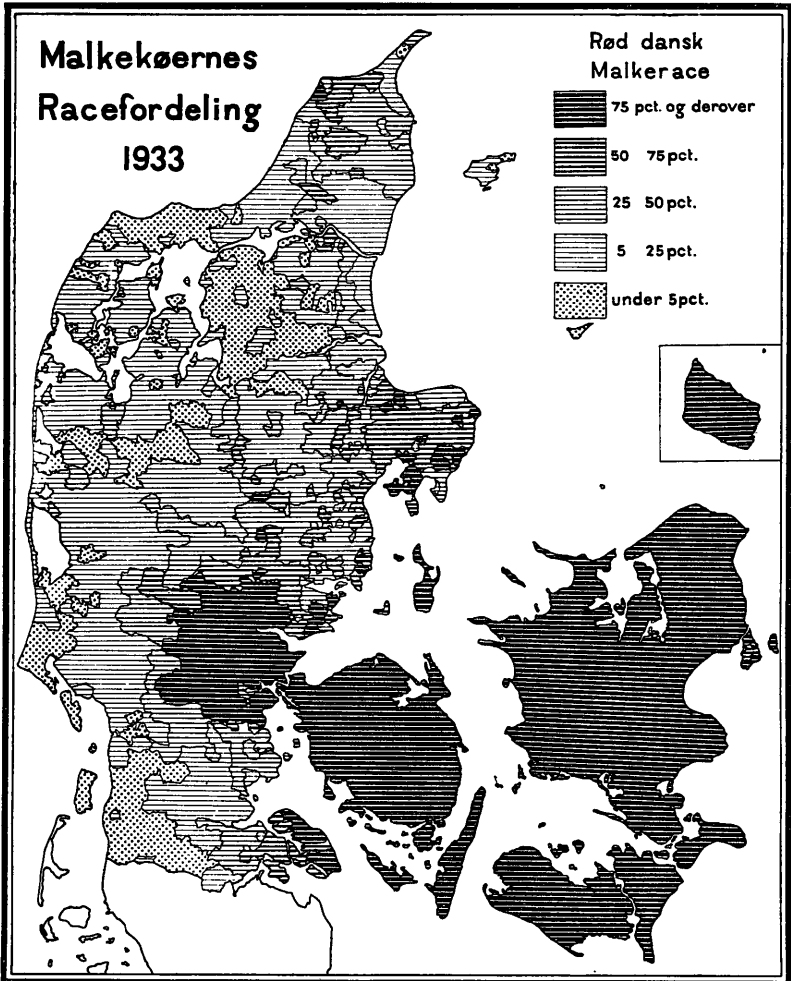 Malkekøernes
Racefordeling
1933
Rød dansk
Malkerace
75 pct. og derover
50 75 pct.
25 50 pct.
5 25 pct.
under 5 pct.